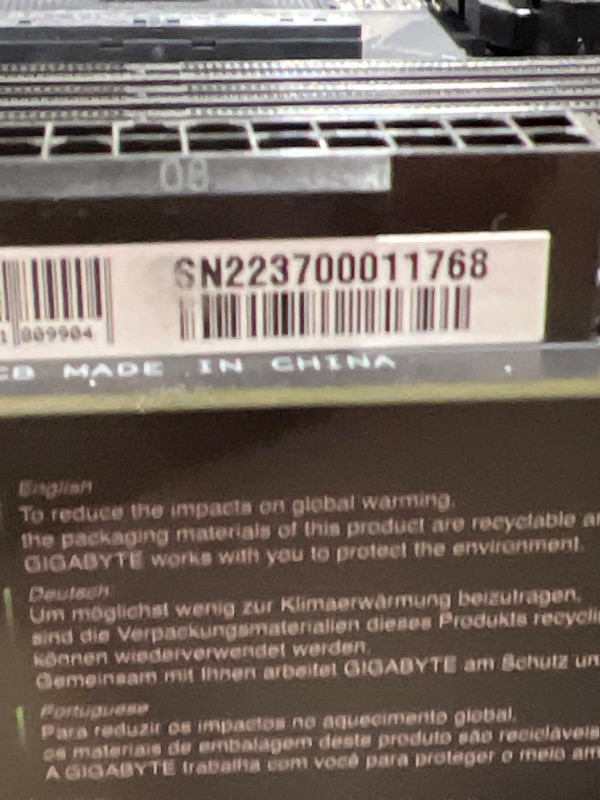 08
SN223700011768
1 809904
CB MADE IN CHINA
English
To reduce the impacts on global warming,
the packaging materials of this product are recyclable
GIGABYTE works with you to protect the environment.
Deutsch
Um möglichst wenig zur Klimaerwärmung beizutragen,
sind die Verpackungsmaterialien dieses Produkts
können wiederverwendet werden.
Gemeinsam mit Ihnen arbeitet GIGABYTE am Schutz
Portuguese
Para reduzir os impactos no aquecimento global,
os materiais de embalagem deste produto são recicláveis
A GIGABYTE trabalha com você para proteger o meio